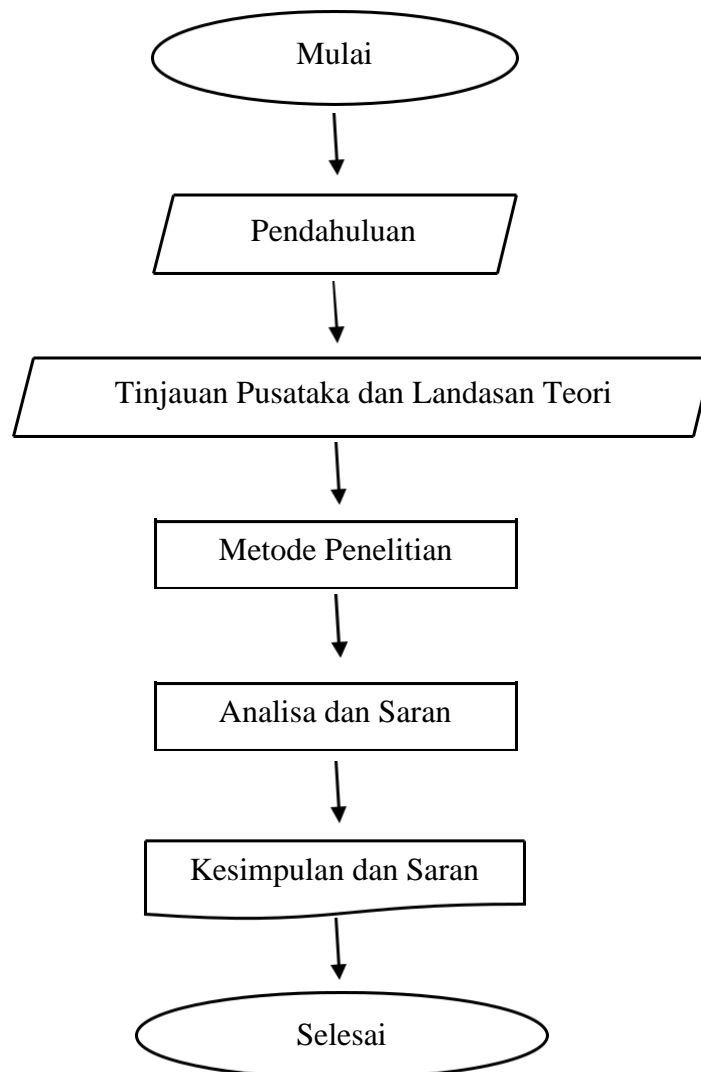 Mulai
Pendahuluan
Tinjauan Pusataka dan Landasan Teori
Metode Penelitian
Analisa dan Saran
Kesimpulan dan Saran
Selesai